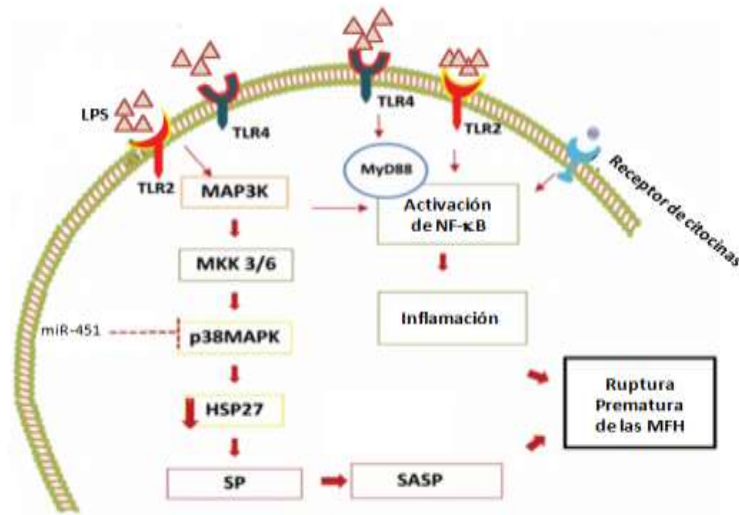 LPS
TLR2
TLR4
TLR4
TLR2
MyD88
Receptor de citocinas
MAP3K
Activación
de NF-κB
MKK 3/6
Inflamación
miR-451
p38MAPK
HSP27
Ruptura
Prematura
de las MFH
SP
SASP